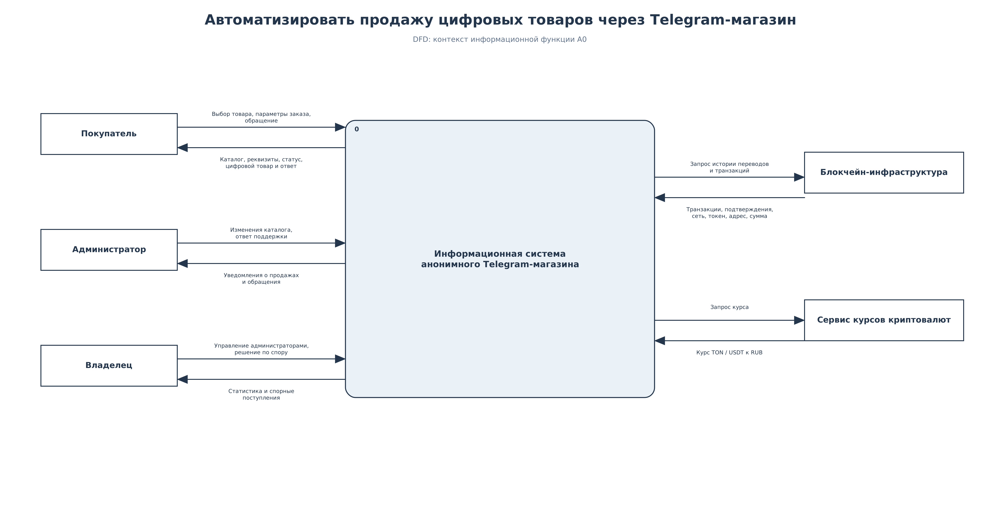 Автоматизировать продажу цифровых товаров через Telegram-магазин
DFD: контекст информационной функции A0
Покупатель
Выбор товара, параметры заказа,
обращение
Каталог, реквизиты, статус,
цифровой товар и ответ
Администратор
Изменения каталога,
ответ поддержки
Уведомления о продажах
и обращения
Владелец
Управление администраторами,
решение по спору
Статистика и спорные
поступления
0
Информационная система
анонимного Telegram-магазина
Запрос истории переводов
и транзакций
Транзакции, подтверждения,
сеть, токен, адрес, сумма
Блокчейн-инфраструктура
Запрос курса
Курс TON / USDT к RUB
Сервис курсов криптовалют